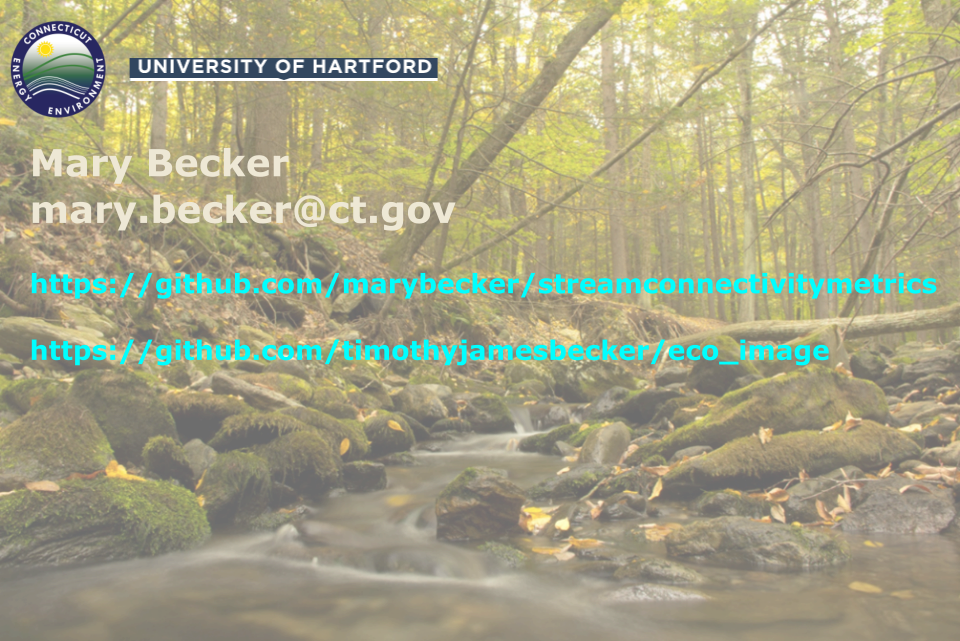 CONNECTICUT
ENERGY ENVIRONMENT
UNIVERSITY OF HARTFORD
Mary Becker
mary.becker@ct.gov
https://github.com/marybecker/streamconnectivitymetrics
https://github.com/timothyjamesbecker/eco_image